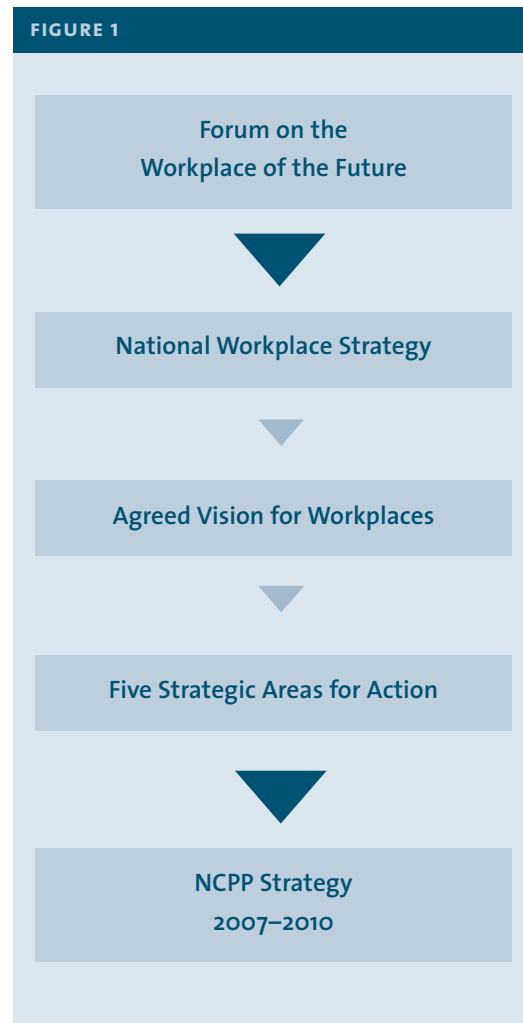 FIGURE 1
Forum on the
Workplace of the Future
National Workplace Strategy
Agreed Vision for Workplaces
Five Strategic Areas for Action
NCPP Strategy
2007–2010